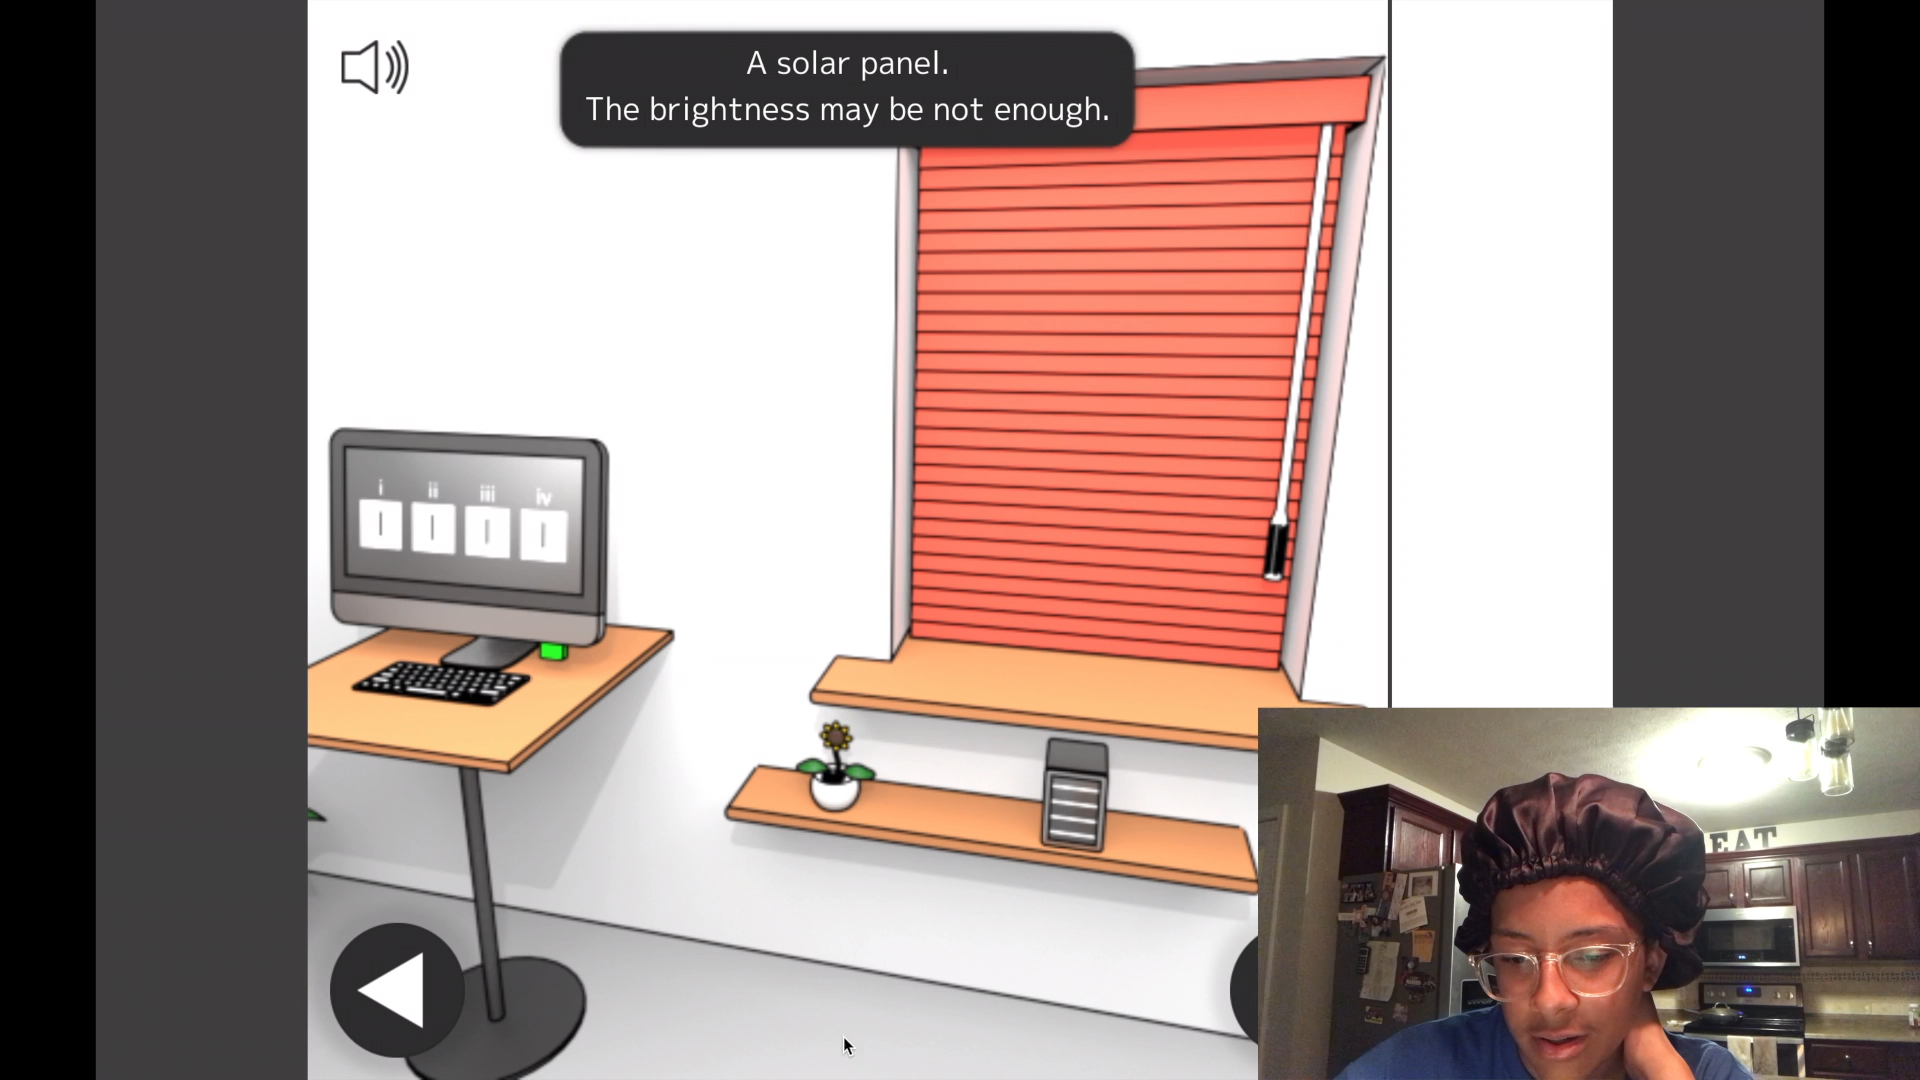 A solar panel.
The brightness may be not enough.
i ii iii iv
EAT